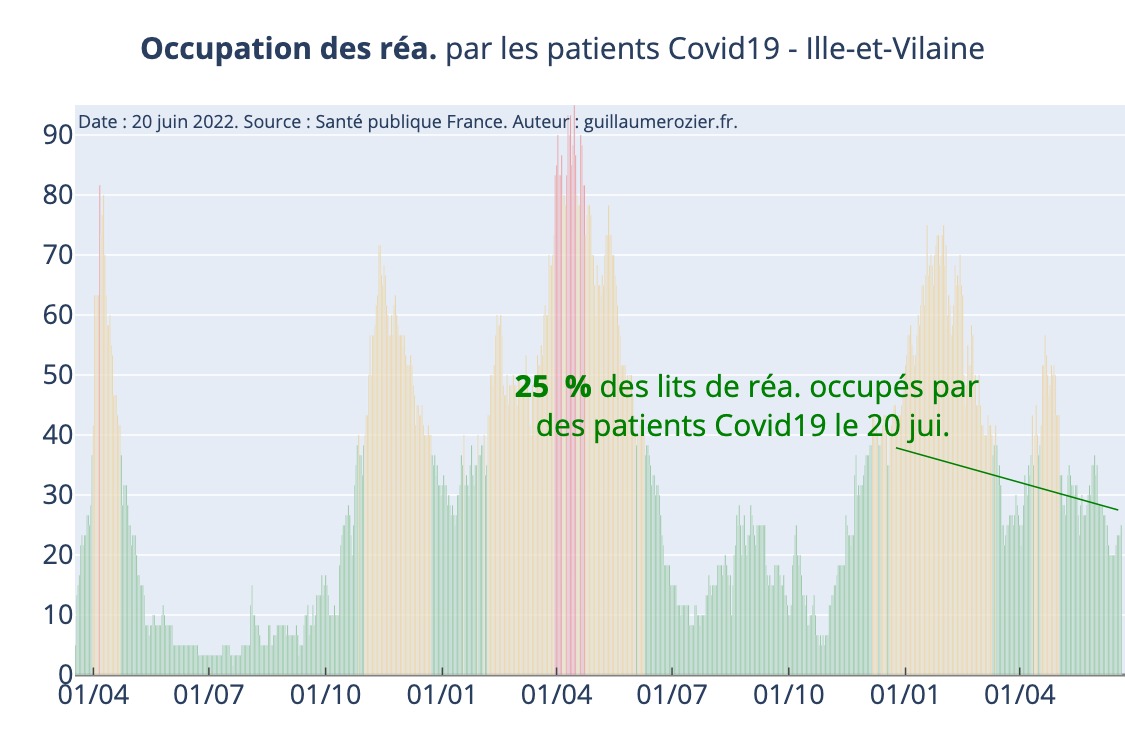 Occupation des réa. par les patients Covid19 - Ille-et-Vilaine
Date : 20 juin 2022. Source : Santé publique France. Auteur : guillaumerozier.fr.
90
80
70
60
50
40
30
20
10
0
25 % des lits de réa. occupés par
des patients Covid19 le 20 jui.
01/04 01/07 01/10 01/01 01/04 01/07 01/10 01/01 01/04